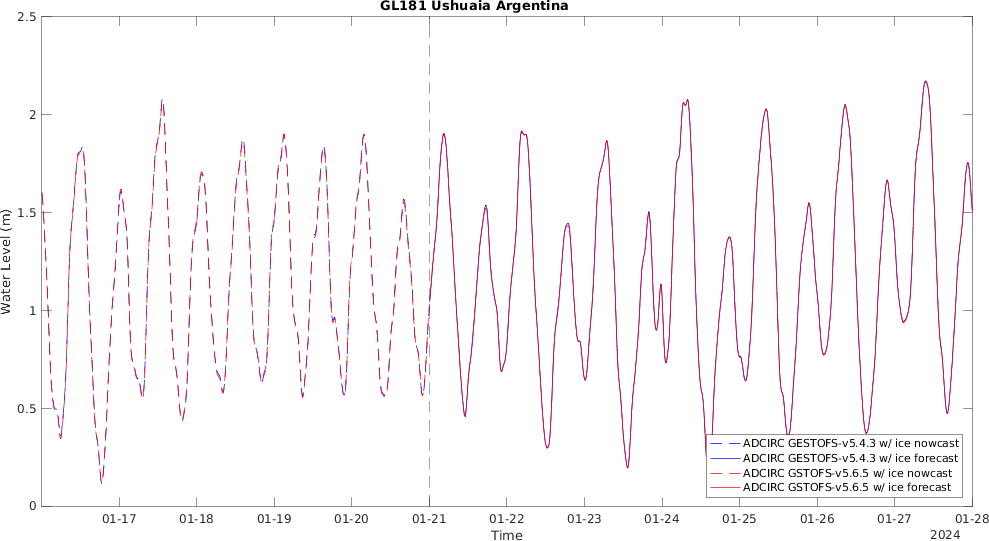 GL181 Ushuaia Argentina
2.5
2
1.5
1
0.5
0
Water Level (m)
01-17 01-18 01-19 01-20 01-21 01-22 01-23 01-24 01-25 01-26 01-27 01-28
Time
2024
ADCIRC GESTOFS-v5.4.3 w/ ice nowcast
ADCIRC GESTOFS-v5.4.3 w/ ice forecast
ADCIRC GSTOFS-v5.6.5 w/ ice nowcast
ADCIRC GSTOFS-v5.6.5 w/ ice forecast